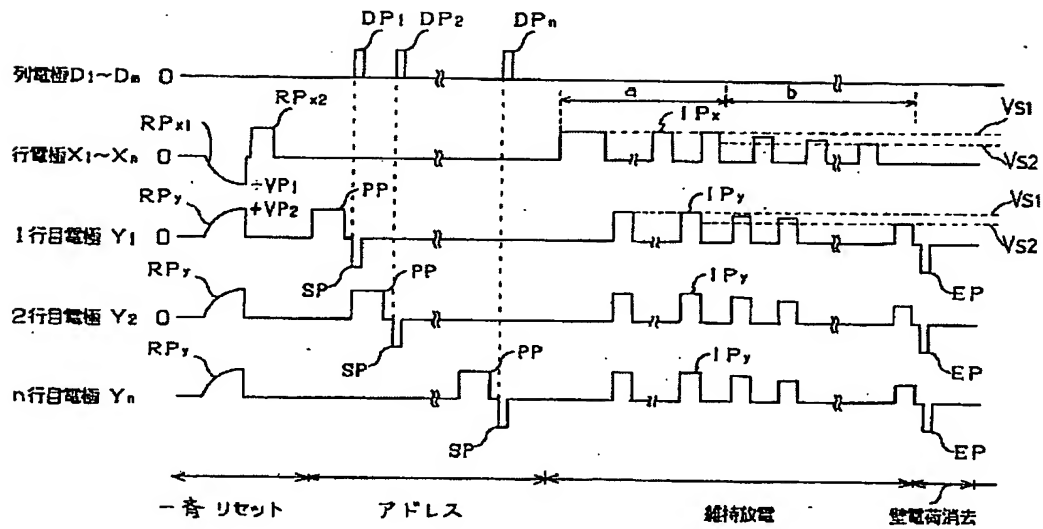 DP1 DP2 DPn
列電極D1~Dm 0
a b
RPx1 RPx2 IPx VS1
行電極X1~Xn 0
VS2
÷VP1
RPy +VP2 PP IPy VS1
1行目電極 Y1 0
VS2
SP EP
RPy PP IPy
2行目電極 Y2 0
SP EP
RPy PP IPy
n行目電極 Yn 0
SP EP
一斉リセット アドレス 維持放電 壁電荷消去